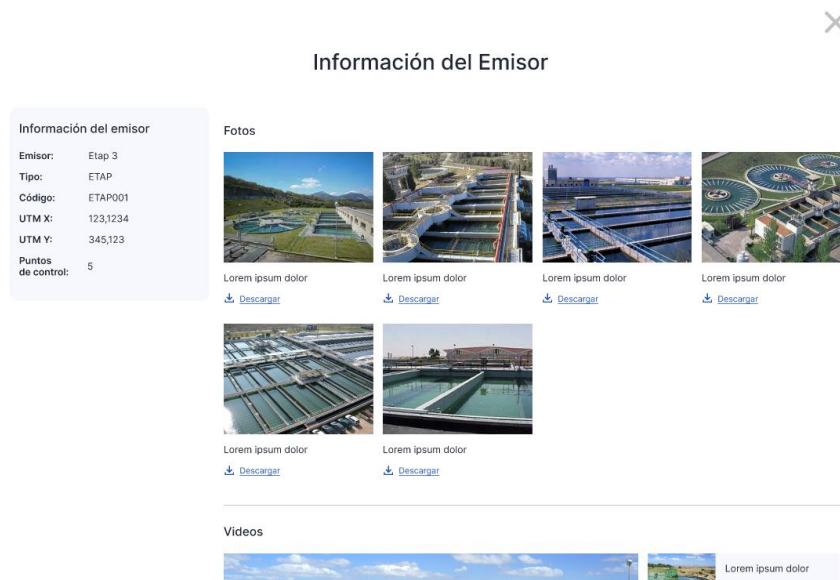 Información del Emisor
Información del emisor
Emisor: Etap 3
Tipo: ETAP
Código: ETAP001
UTM X: 123,1234
UTM Y: 345,123
Puntos
de control: 5
Fotos
Lorem ipsum dolor Lorem ipsum dolor Lorem ipsum dolor Lorem ipsum dolor
Descargar Descargar Descargar Descargar
Lorem ipsum dolor Lorem ipsum dolor
Descargar Descargar
Videos
Lorem ipsum dolor